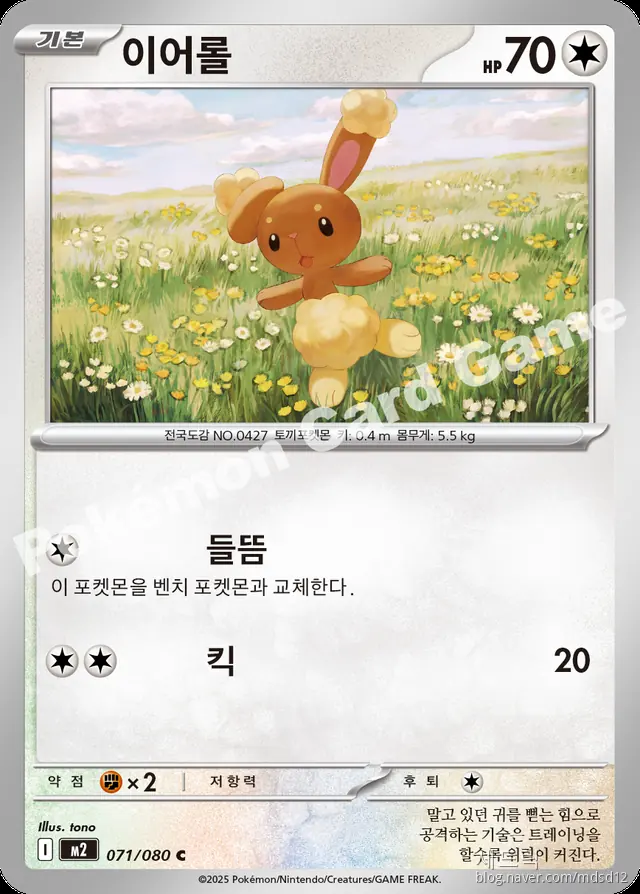 기본 이어롤 HP 70
전국도감 NO.0427 토끼포켓몬 키: 0.4 m 몸무게: 5.5 kg
Pokémon Card Game
들뜸
이 포켓몬을 벤치 포켓몬과 교체한다.
킥 20
약점 ×2 저항력 후퇴
Illus. tono
말고 있던 귀를 뻗는 힘으로
공격하는 기술은 트레이닝을
할수록 위력이 커진다.
I M2 071/080 C
blog.naver.com/mdsd12
©2025 Pokémon/Nintendo/Creatures/GAME FREAK.